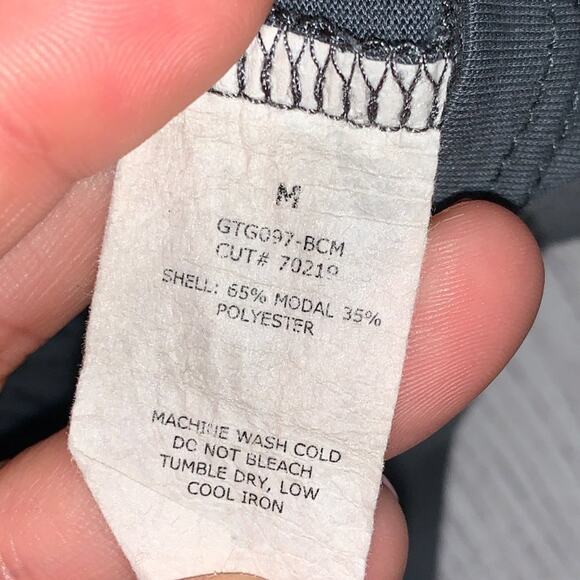 M
GTG097-BCM
CUT# 70219
SHELL: 65% MODAL 35%
POLYESTER
MACHINE WASH COLD
DO NOT BLEACH
TUMBLE DRY, LOW
COOL IRON